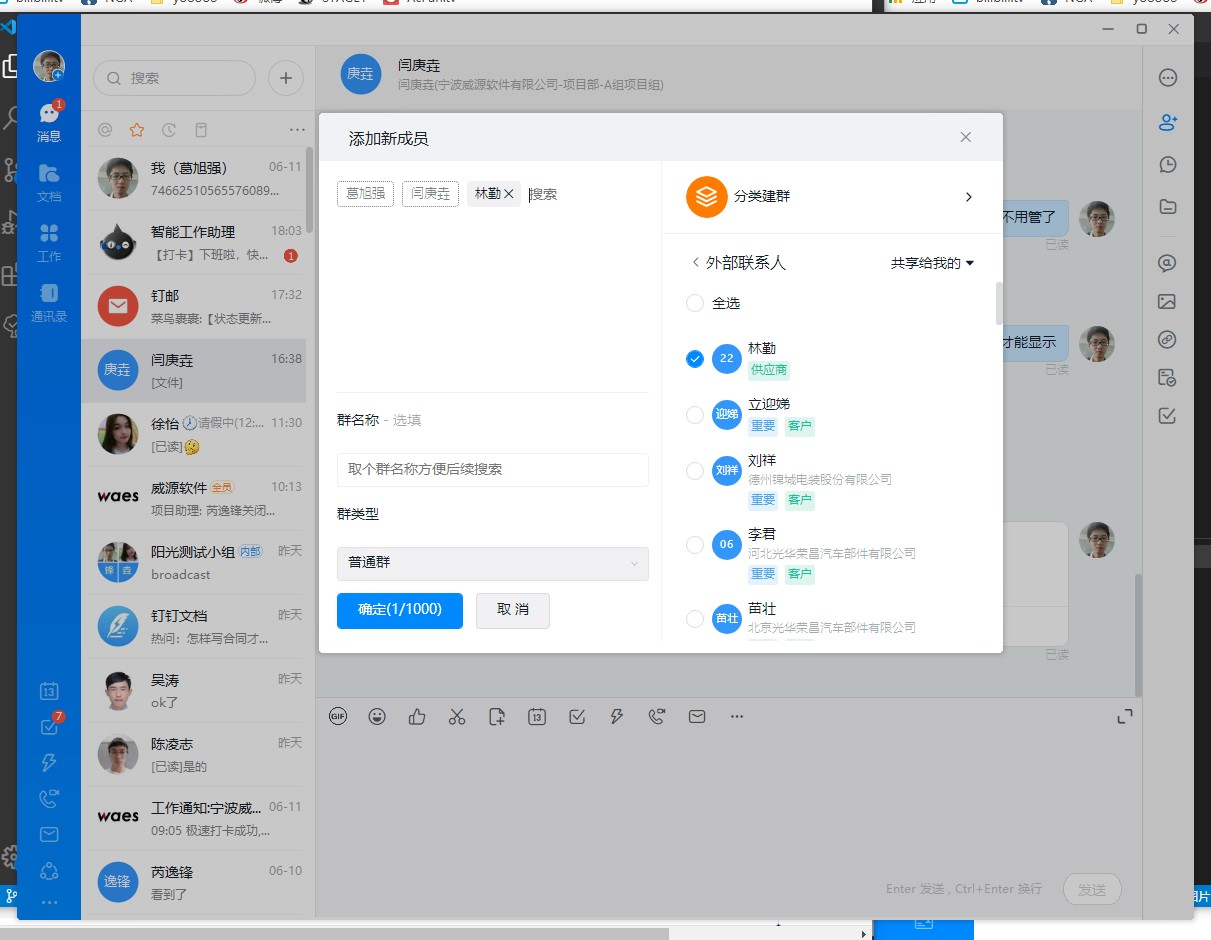 bilibilitv
NGA
应用
bilibilitv
NGA
1
消息
文档
工作
通讯录
13
7
搜索
我（葛旭强）
06-11
74662510565576089...
智能工作助理
18:03
【打卡】下班啦，快...
1
钉邮
17:32
菜鸟裹裹:【状态更新...
庚垚
闫庚垚
16:38
[文件]
徐怡
请假中(12:...
11:30
[已读]🤔
waes
威源软件
全员
10:13
项目助理: 芮逸锋关闭...
阳光测试小组
内部
昨天
broadcast
钉钉文档
昨天
热问：怎样写合同才...
吴涛
昨天
ok了
陈凌志
昨天
[已读]是的
waes
工作通知:宁波威...
06-11
09:05 极速打卡成功,...
逸锋
芮逸锋
06-10
看到了
庚垚
闫庚垚
闫庚垚(宁波威源软件有限公司-项目部-A组项目组)
不用管了
已读
才能显示
已读
已读
添加新成员
葛旭强
闫庚垚
林勤
搜索
群名称 - 选填
取个群名称方便后续搜索
群类型
普通群
确定(1/1000)
取 消
分类建群
外部联系人
共享给我的
全选
22
林勤
供应商
迎娣
立迎娣
重要
客户
刘祥
刘祥
德州锦城电装股份有限公司
重要
客户
06
李君
河北光华荣昌汽车部件有限公司
重要
客户
苗壮
苗壮
北京光华荣昌汽车部件有限公司
GIF
13
Enter 发送 , Ctrl+Enter 换行
发送
图片